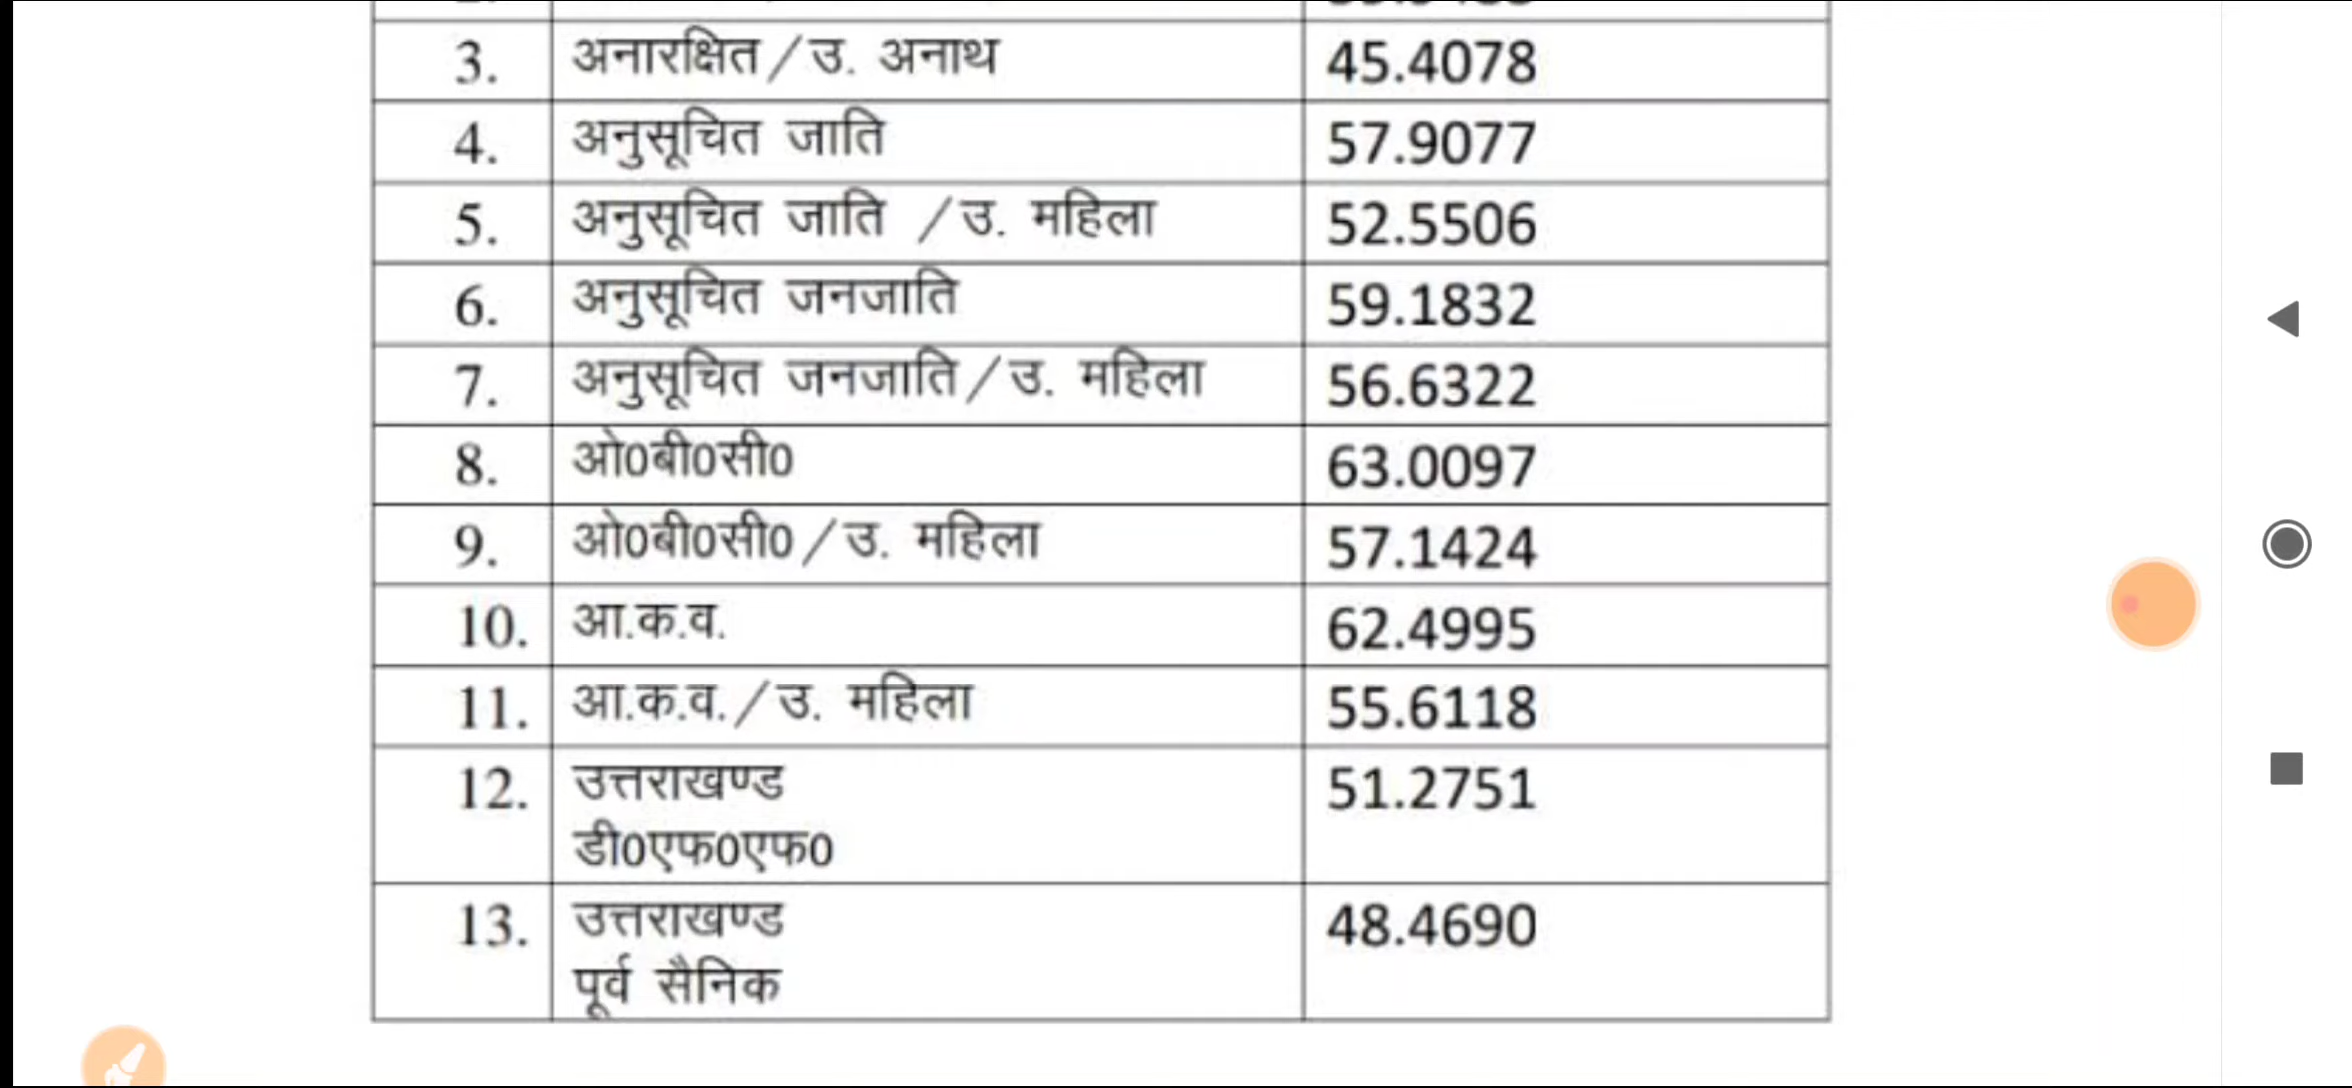 3. अनारक्षित/उ. अनाथ 45.4078
4. अनुसूचित जाति 57.9077
5. अनुसूचित जाति /उ. महिला 52.5506
6. अनुसूचित जनजाति 59.1832
7. अनुसूचित जनजाति/उ. महिला 56.6322
8. ओ0बी0सी0 63.0097
9. ओ0बी0सी0/उ. महिला 57.1424
10. आ.क.व. 62.4995
11. आ.क.व./उ. महिला 55.6118
12. उत्तराखण्ड 51.2751
डी0एफ0एफ0
13. उत्तराखण्ड 48.4690
पूर्व सैनिक